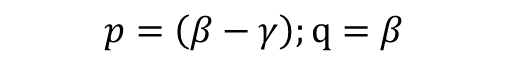 p = (β − γ); q = β